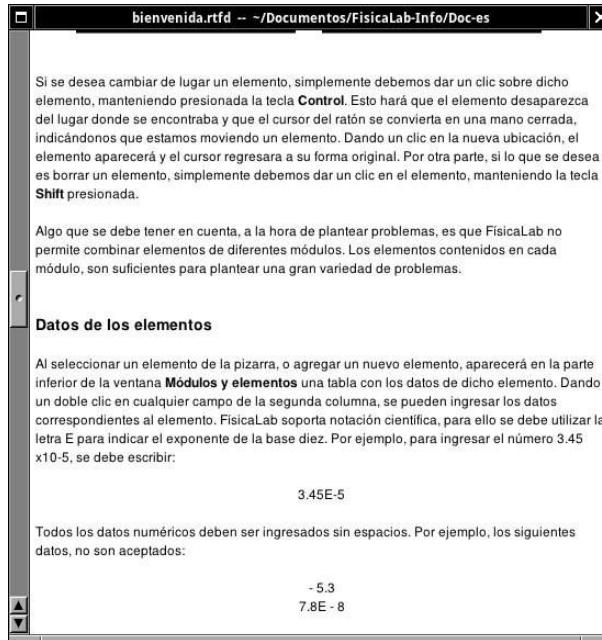 bienvenida.rtfd -- ~/Documentos/FisicaLab-Info/Doc-es
Si se desea cambiar de lugar un elemento, simplemente debemos dar un clic sobre dicho
elemento, manteniendo presionada la tecla Control. Esto hará que el elemento desaparezca
del lugar donde se encontraba y que el cursor del ratón se convierta en una mano cerrada,
indicándonos que estamos moviendo un elemento. Dando un clic en la nueva ubicación, el
elemento aparecerá y el cursor regresara a su forma original. Por otra parte, si lo que se desea
es borrar un elemento, simplemente debemos dar un clic en el elemento, manteniendo la tecla
Shift presionada.
Algo que se debe tener en cuenta, a la hora de plantear problemas, es que FísicaLab no
permite combinar elementos de diferentes módulos. Los elementos contenidos en cada
módulo, son suficientes para plantear una gran variedad de problemas.
Datos de los elementos
Al seleccionar un elemento de la pizarra, o agregar un nuevo elemento, aparecerá en la parte
inferior de la ventana Módulos y elementos una tabla con los datos de dicho elemento. Dando
un doble clic en cualquier campo de la segunda columna, se pueden ingresar los datos
correspondientes al elemento. FísicaLab soporta notación científica, para ello se debe utilizar la
letra E para indicar el exponente de la base diez. Por ejemplo, para ingresar el número 3.45
x10-5, se debe escribir:
3.45E-5
Todos los datos numéricos deben ser ingresados sin espacios. Por ejemplo, los siguientes
datos, no son aceptados:
- 5.3
7.8E - 8